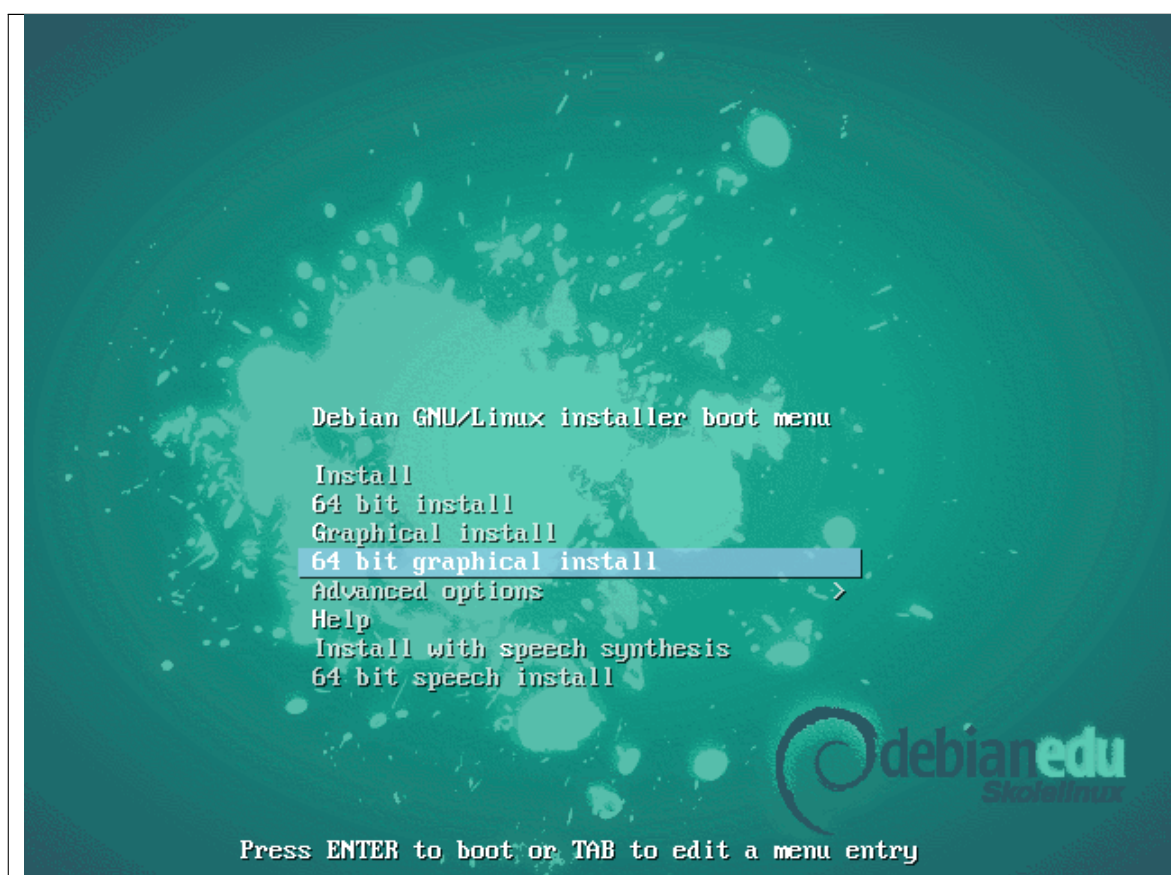 Debian GNU/Linux installer boot menu
Install
64 bit install
Graphical install
64 bit graphical install
Advanced options >
Help
Install with speech synthesis
64 bit speech install
debianedu
Skolelinux
Press ENTER to boot or TAB to edit a menu entry